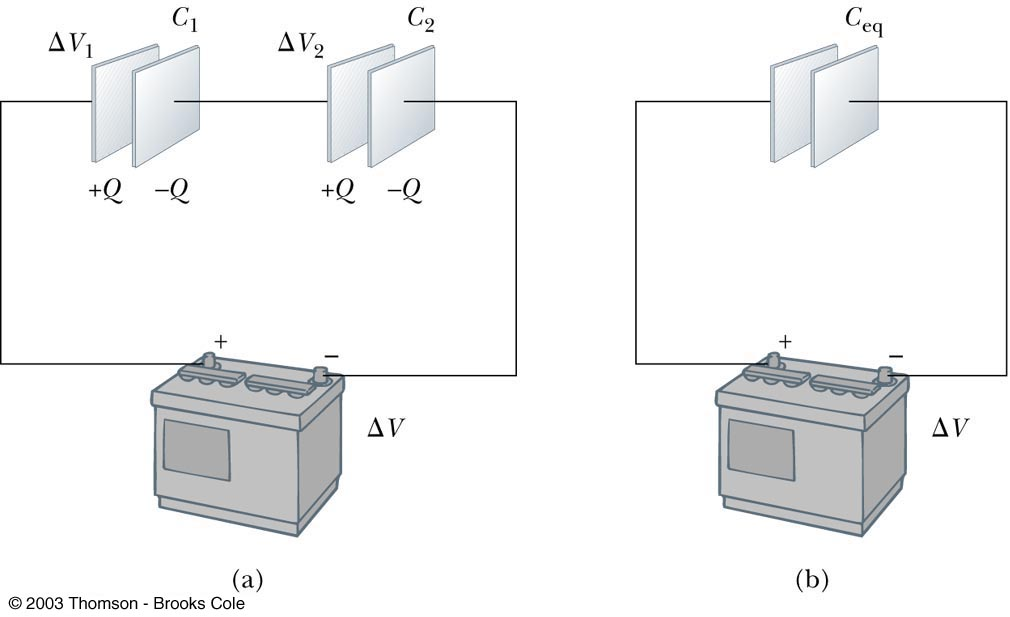 C1 C2 Ceq
ΔV1 ΔV2
+Q −Q +Q −Q
+ − + −
ΔV ΔV
(a) (b)
© 2003 Thomson - Brooks Cole